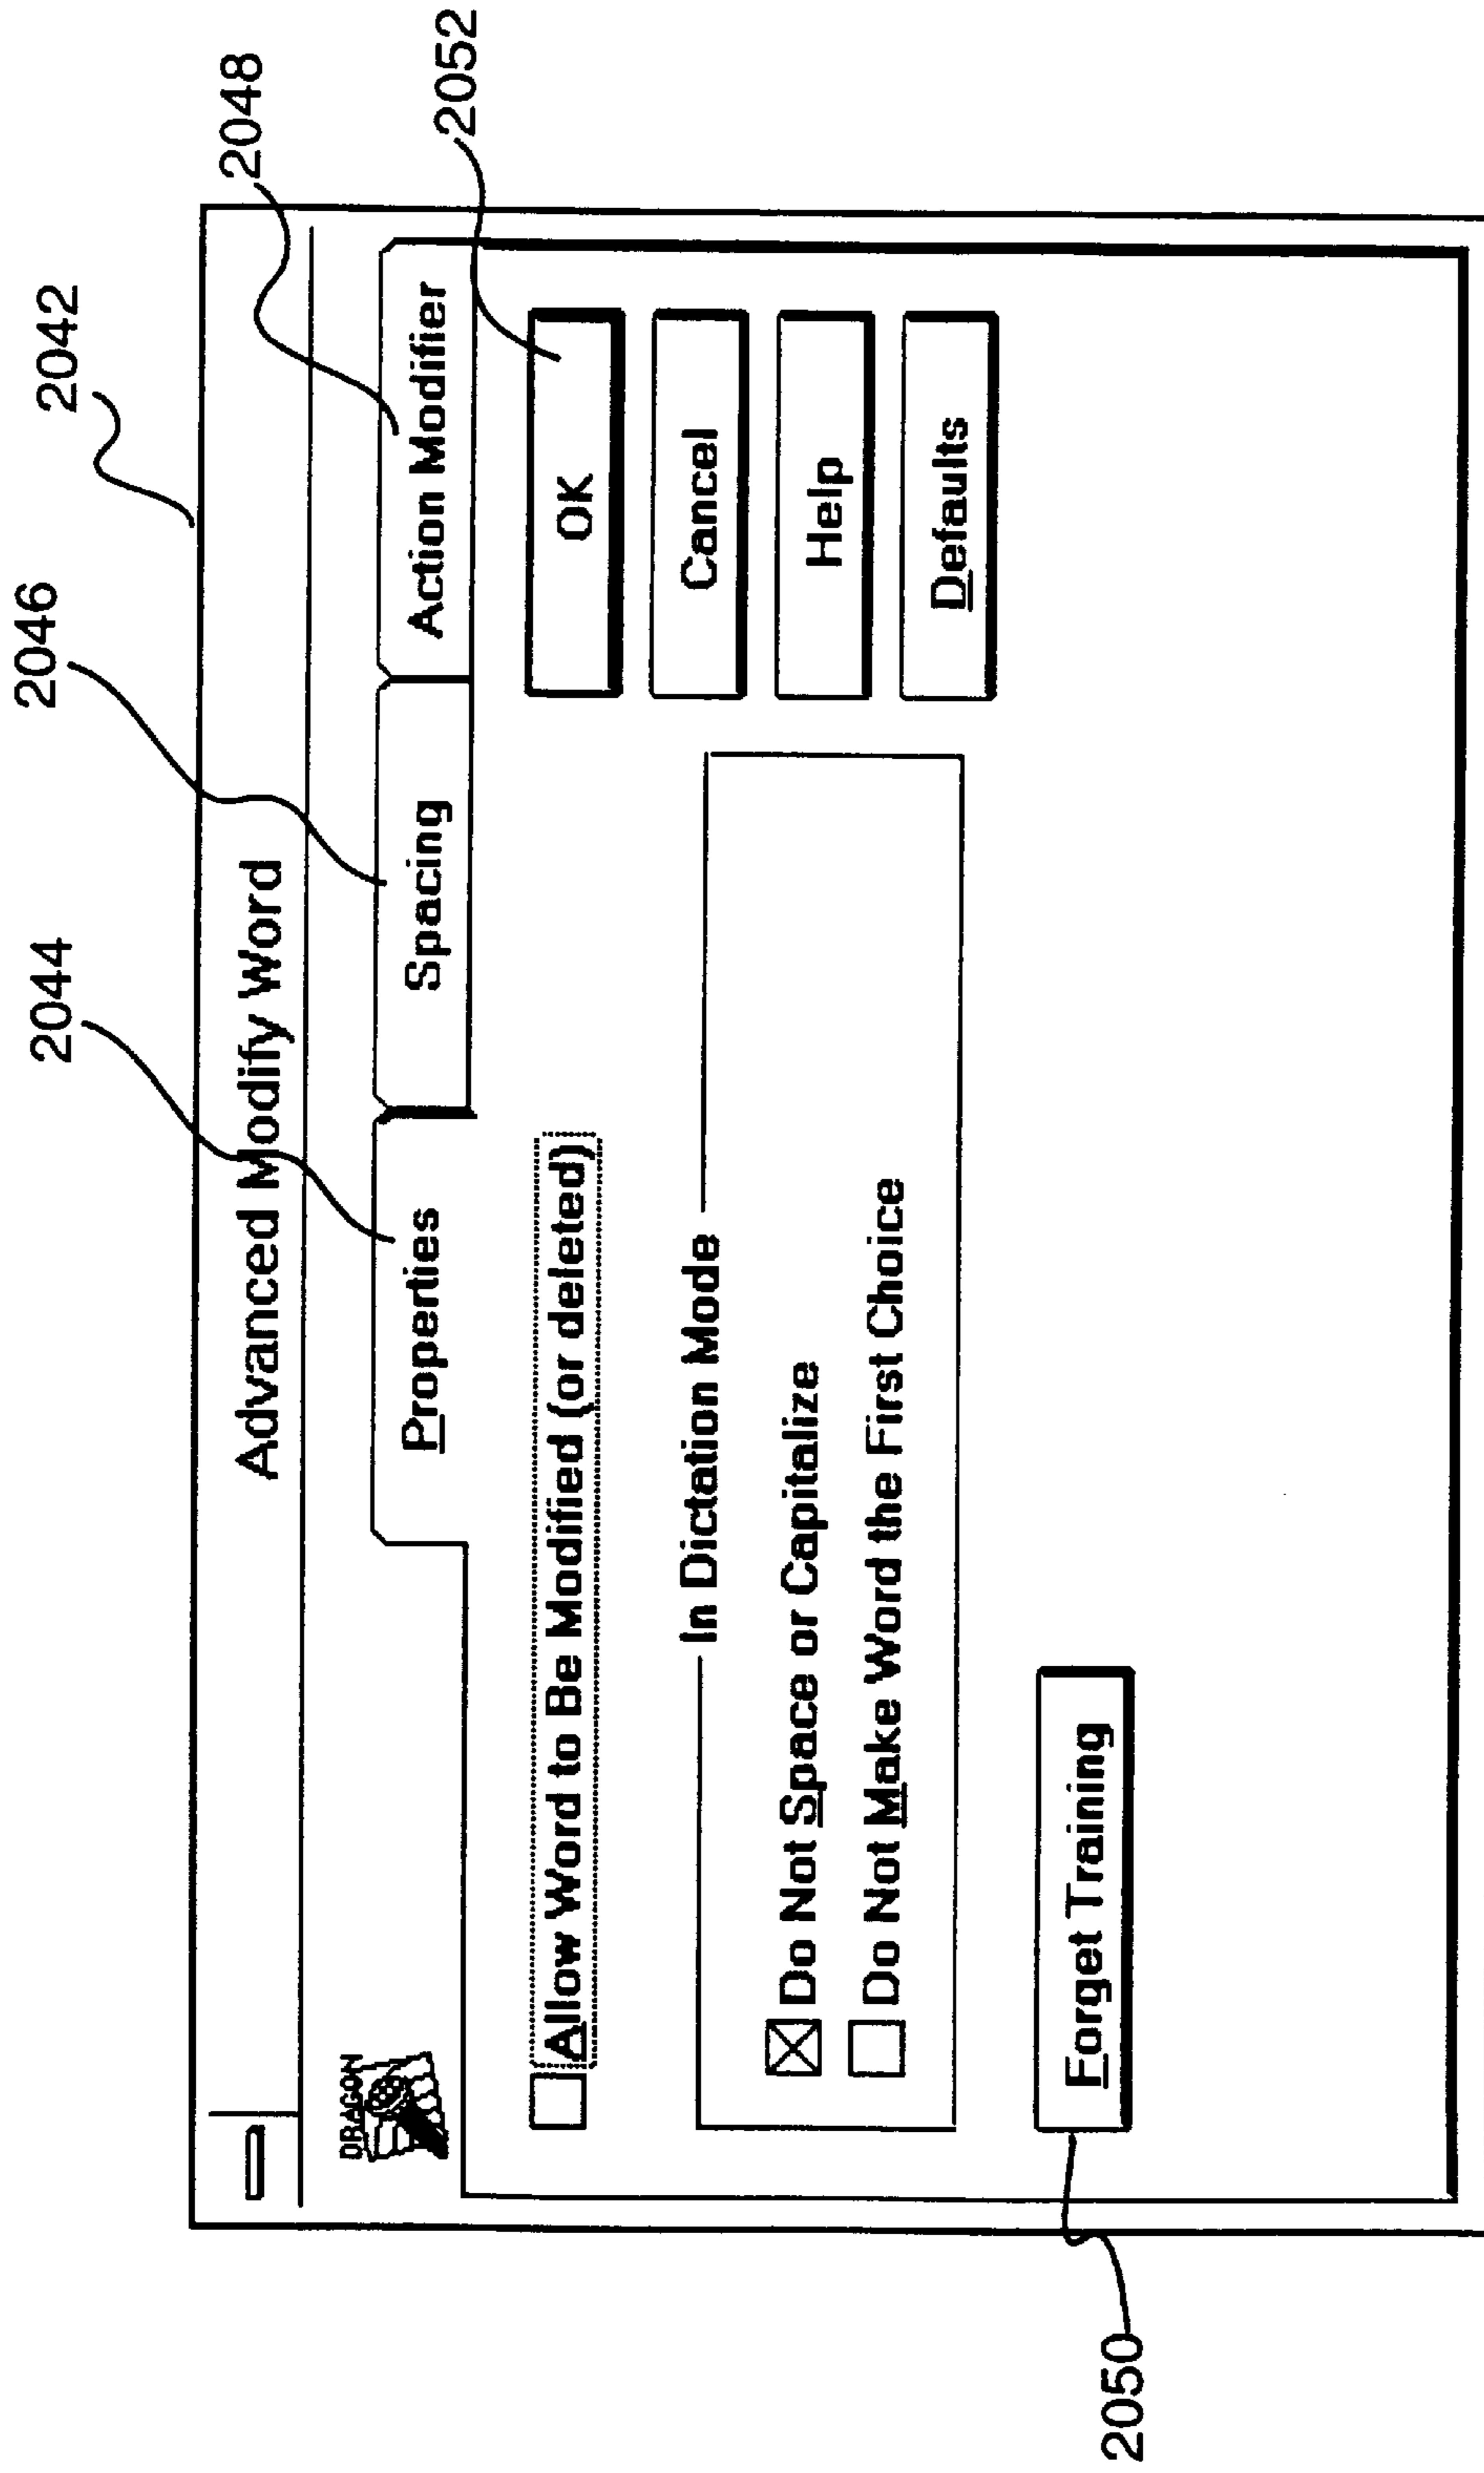 2042
2044
2046
2048
2052
Advanced Modify Word
DRAGON
Properties
Spacing
Action Modifier
Allow Word to Be Modified (or deleted)
OK
In Dictation Mode
Cancel
Do Not Space or Capitalize
Help
Do Not Make Word the First Choice
Defaults
Forget Training
2050